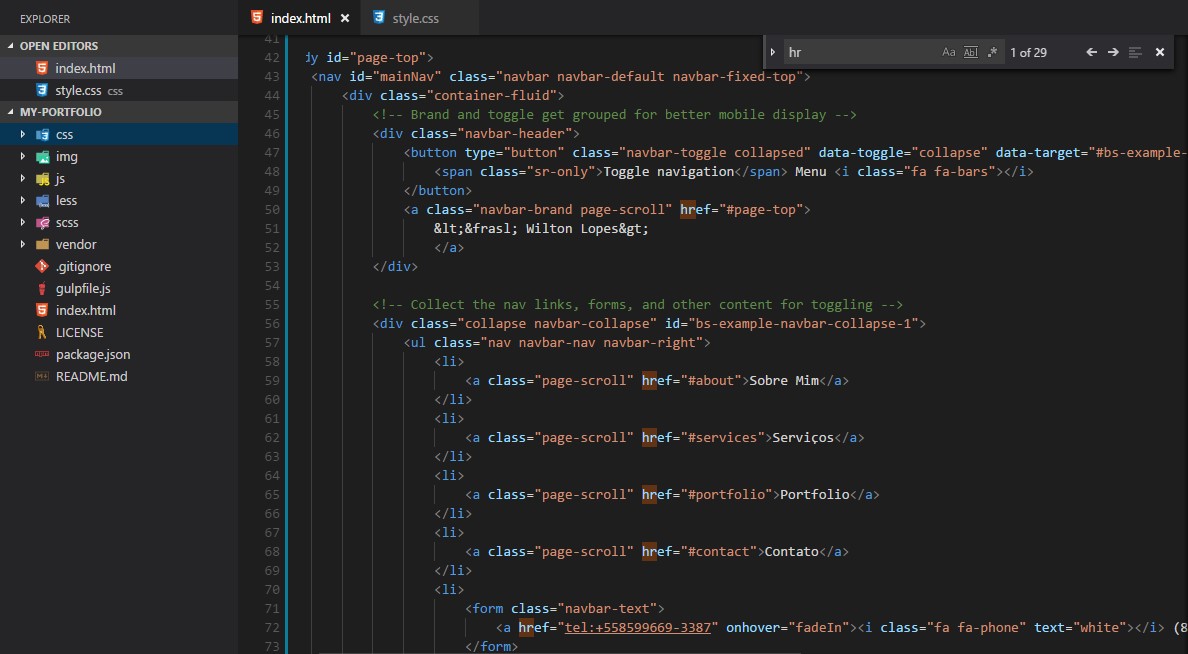 EXPLORER
OPEN EDITORS
index.html
style.css css
MY-PORTFOLIO
css
img
js
less
scss
vendor
.gitignore
gulpfile.js
index.html
LICENSE
package.json
README.md
index.html
style.css
hr Aa Abl .* 1 of 29
41
42 dy id="page-top">
43 <nav id="mainNav" class="navbar navbar-default navbar-fixed-top">
44 <div class="container-fluid">
45 <!-- Brand and toggle get grouped for better mobile display -->
46 <div class="navbar-header">
47 <button type="button" class="navbar-toggle collapsed" data-toggle="collapse" data-target="#bs-example-
48 <span class="sr-only">Toggle navigation</span> Menu <i class="fa fa-bars"></i>
49 </button>
50 <a class="navbar-brand page-scroll" href="#page-top">
51 &lt;&frasl; Wilton Lopes&gt;
52 </a>
53 </div>
54
55 <!-- Collect the nav links, forms, and other content for toggling -->
56 <div class="collapse navbar-collapse" id="bs-example-navbar-collapse-1">
57 <ul class="nav navbar-nav navbar-right">
58 <li>
59 <a class="page-scroll" href="#about">Sobre Mim</a>
60 </li>
61 <li>
62 <a class="page-scroll" href="#services">Serviços</a>
63 </li>
64 <li>
65 <a class="page-scroll" href="#portfolio">Portfolio</a>
66 </li>
67 <li>
68 <a class="page-scroll" href="#contact">Contato</a>
69 </li>
70 <li>
71 <form class="navbar-text">
72 <a href="tel:+558599669-3387" onhover="fadeIn"><i class="fa fa-phone" text="white"></i> (8
73 </form>